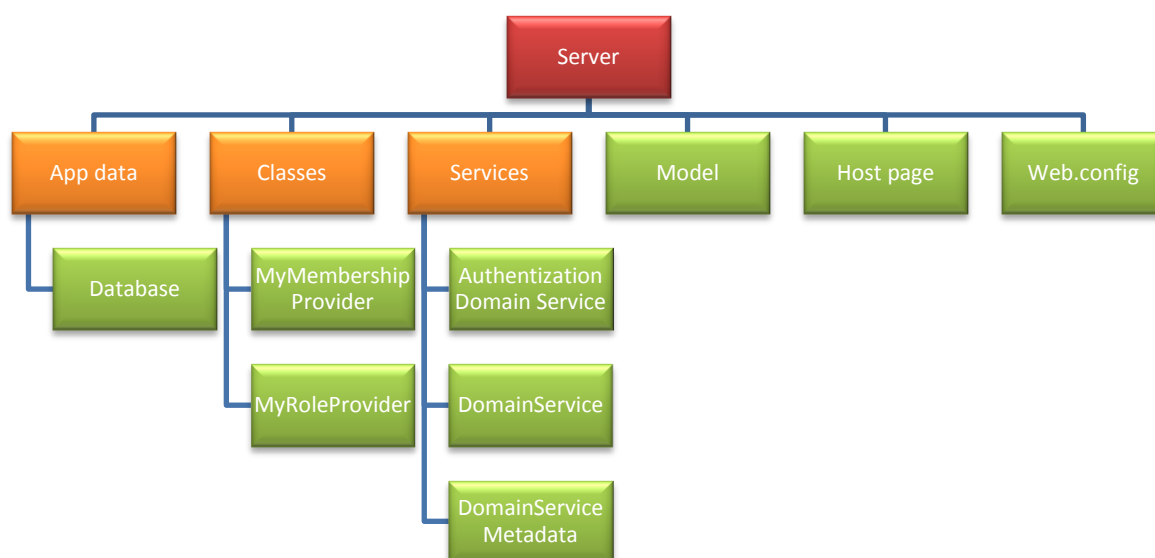 Server
App data
Classes
Services
Model
Host page
Web.config
Database
MyMembership
Provider
Authentization
Domain Service
MyRoleProvider
DomainService
DomainService
Metadata